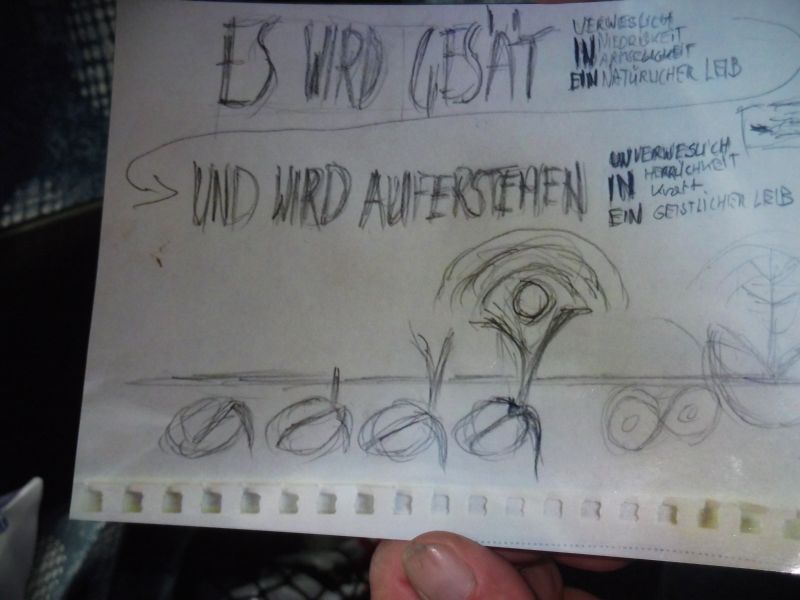 ES WIRD GESÄT
VERWESLICH
IN NIEDRIGKEIT
ARMSELIGKEIT
EIN NATÜRLICHER LEIB
UND WIRD AUFERSTEHEN
UNVERWESLICH
IN HERRLICHKEIT
Kraft
EIN GEISTLICHER LEIB